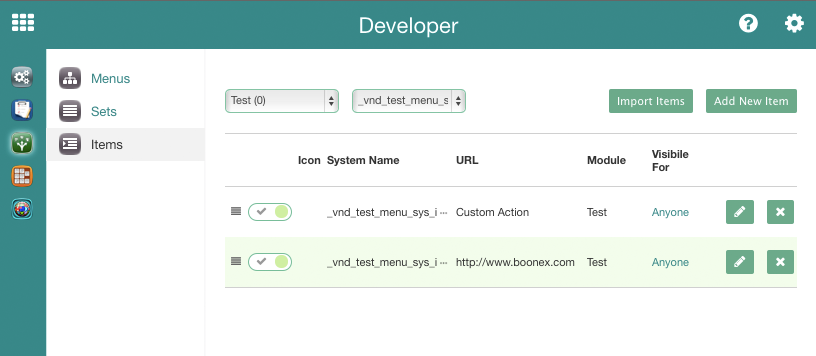 Developer
Menus
Sets
Items
Test (0)
_vnd_test_menu_s
Import Items
Add New Item
Icon System Name URL Module Visibile For
_vnd_test_menu_sys_i ··· Custom Action Test Anyone
_vnd_test_menu_sys_i ··· http://www.boonex.com Test Anyone